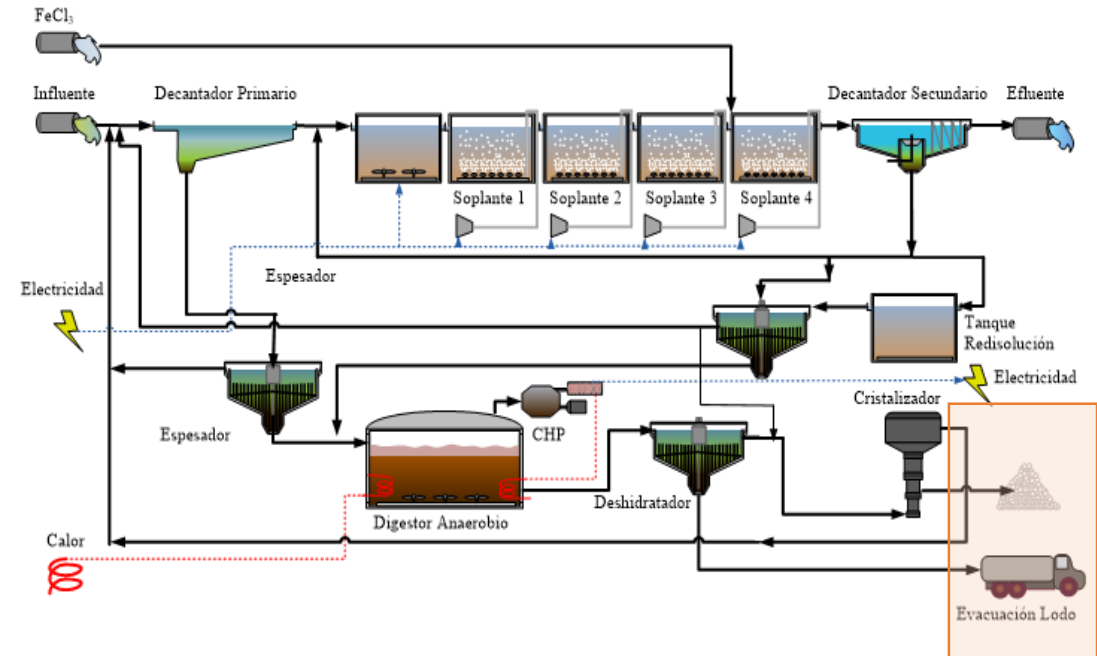 FeCl₃
Influente
Decantador Primario
Decantador Secundario
Efluente
Soplante 1
Soplante 2
Soplante 3
Soplante 4
Espesador
Electricidad
Tanque
Redisolución
Electricidad
Cristalizador
Espesador
CHP
Deshidratador
Digestor Anaerobio
Calor
Evacuación Lodo